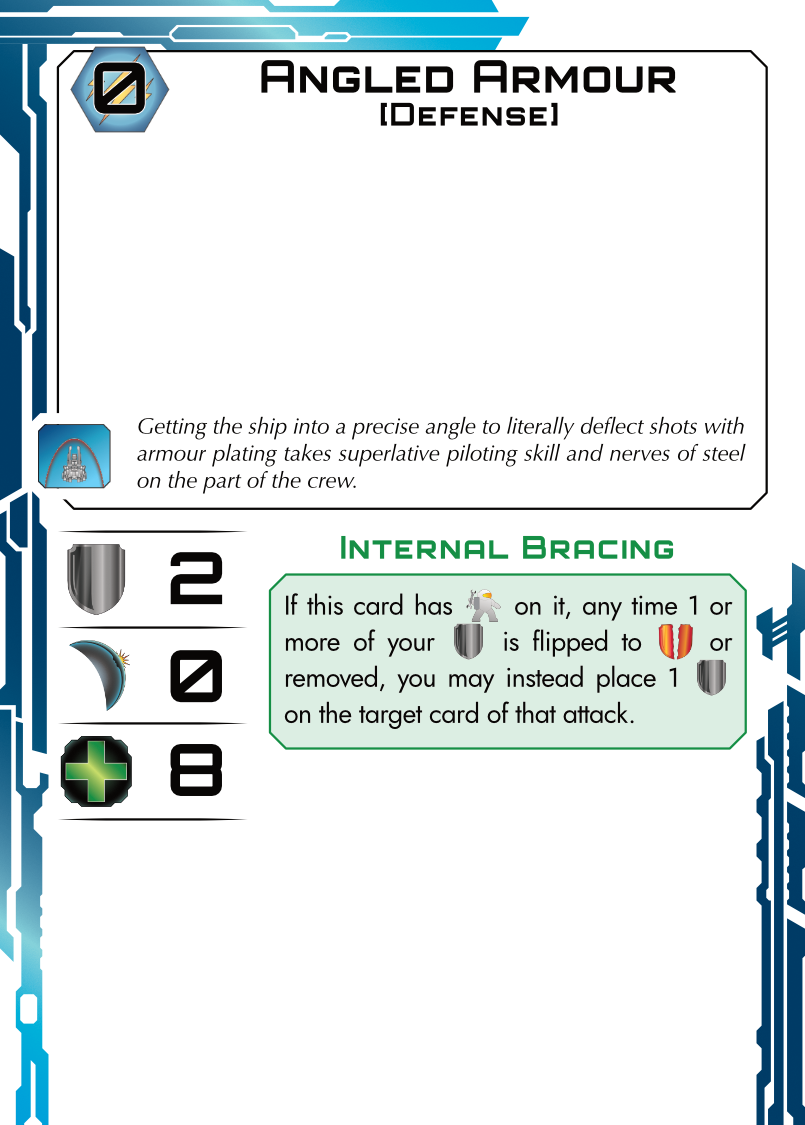 0
Angled Armour
[Defense]
Getting the ship into a precise angle to literally deflect shots with
armour plating takes superlative piloting skill and nerves of steel
on the part of the crew.
2
0
8
Internal Bracing
If this card has on it, any time 1 or
more of your is flipped to or
removed, you may instead place 1
on the target card of that attack.